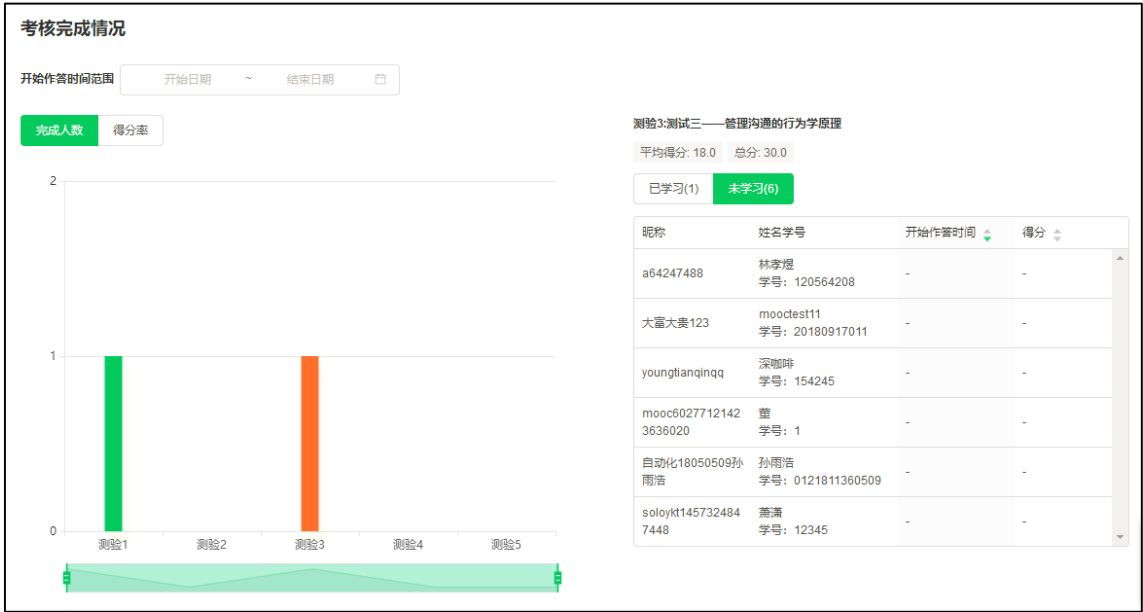 考核完成情况
开始作答时间范围
开始日期 ~ 结束日期
完成人数 得分率
2
1
0
测验1 测验2 测验3 测验4 测验5
测验3:测试三——管理沟通的行为学原理
平均得分: 18.0 总分: 30.0
已学习(1) 未学习(6)
昵称 姓名学号 开始作答时间 得分
a64247488 林孝煜 - -
学号：120564208
大富大贵123 mooctest11 - -
学号：20180917011
youngtianqinqq 深咖啡 - -
学号：154245
mooc6027712142 董 - -
3636020 学号：1
自动化18050509孙 孙雨浩 - -
雨浩 学号：0121811360509
soloykt145732484 萧潇 - -
7448 学号：12345